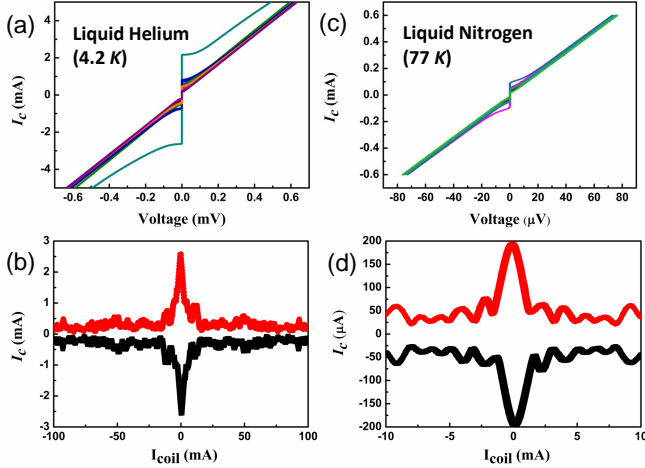 (a)
Liquid Helium
(4.2 K)
I_c (mA)
4
2
0
-2
-4
-0.6 -0.4 -0.2 0.0 0.2 0.4 0.6
Voltage (mV)
(c)
Liquid Nitrogen
(77 K)
I_c (mA)
0.6
0.4
0.2
0.0
-0.2
-0.4
-0.6
-80 -60 -40 -20 0 20 40 60 80
Voltage (μV)
(b)
I_c (mA)
3
2
1
0
-1
-2
-3
-100 -50 0 50 100
I_coil (mA)
(d)
I_c (μA)
200
150
100
50
0
-50
-100
-150
-200
-10 -5 0 5 10
I_coil (mA)